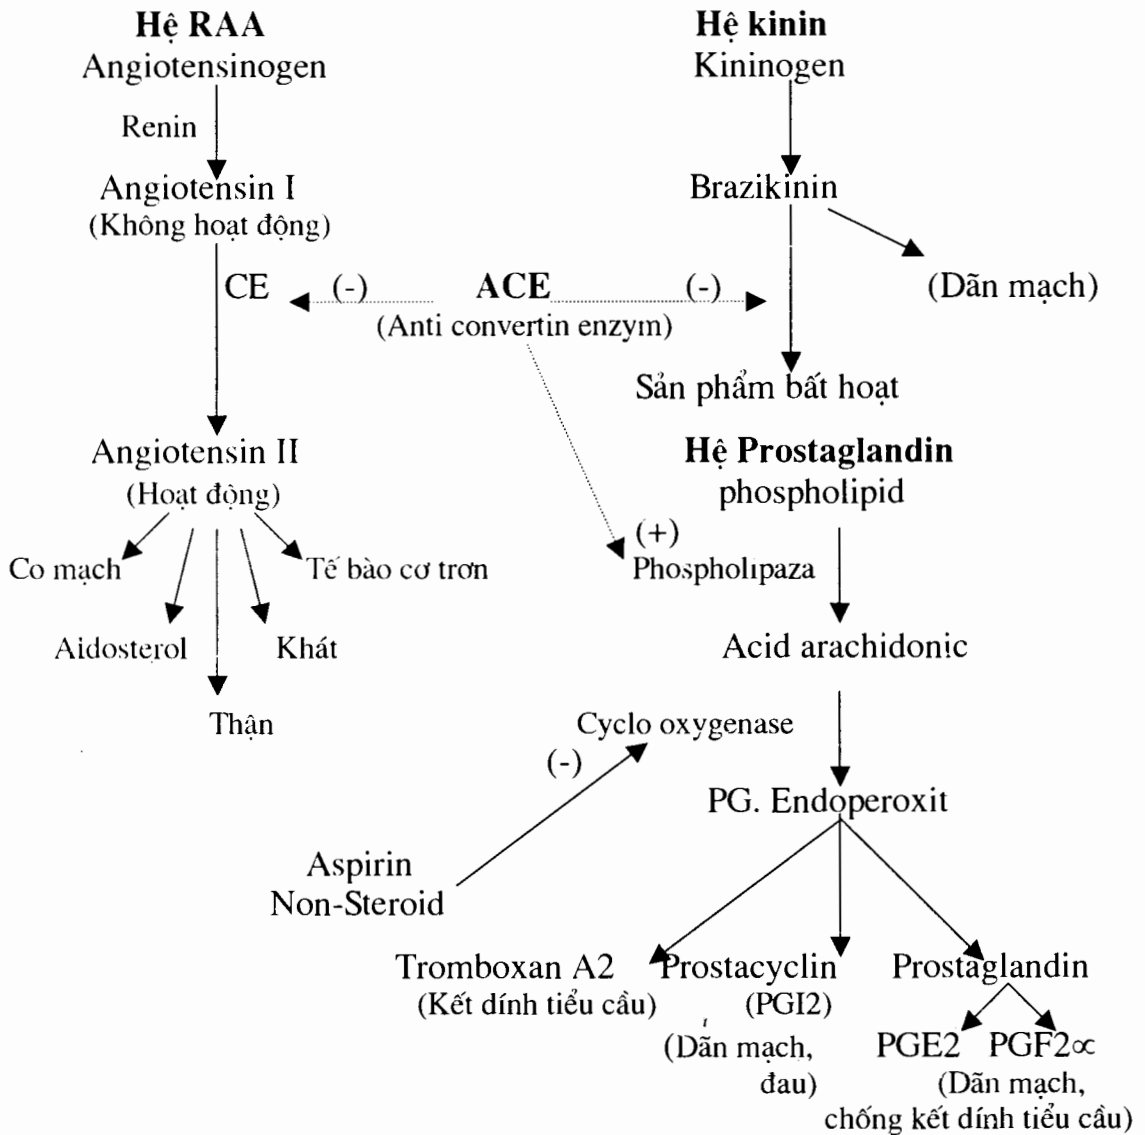 Hệ RAA
Angiotensinogen
Renin
Angiotensin I
(Không hoạt động)
CE
(-)
ACE
(-)
(Anti convertin enzym)
Angiotensin II
(Hoạt động)
Co mạch
Tế bào cơ trơn
Aidosterol
Khát
Thận
Hệ kinin
Kininogen
Brazikinin
(Dãn mạch)
Sản phẩm bất hoạt
Hệ Prostaglandin
phospholipid
(+)
Phospholipaza
Acid arachidonic
Cyclo oxygenase
(-)
PG. Endoperoxit
Aspirin
Non-Steroid
Tromboxan A2
(Kết dính tiểu cầu)
Prostacyclin
(PGI2)
(Dãn mạch,
đau)
Prostaglandin
PGE2 PGF2∝
(Dãn mạch,
chống kết dính tiểu cầu)